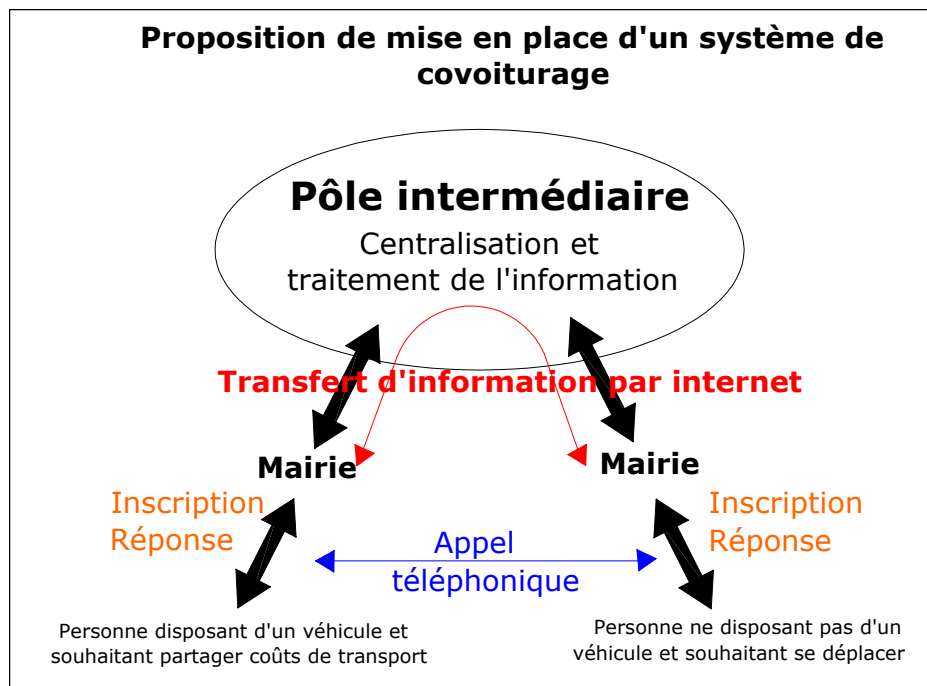 Proposition de mise en place d'un système de
covoiturage
Pôle intermédiaire
Centralisation et
traitement de l'information
Transfert d'information par internet
Mairie
Mairie
Inscription
Réponse
Inscription
Réponse
Appel
téléphonique
Personne disposant d'un véhicule et
souhaitant partager coûts de transport
Personne ne disposant pas d'un
véhicule et souhaitant se déplacer